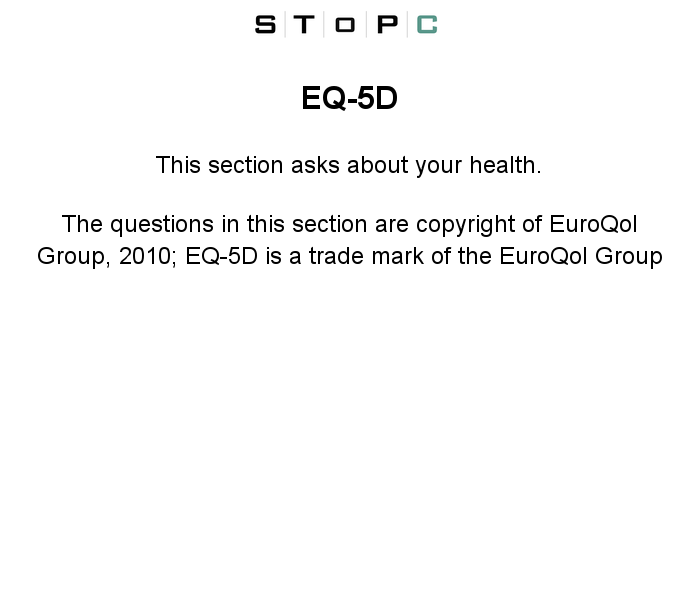 STOPC
EQ-5D
This section asks about your health.
The questions in this section are copyright of EuroQol
Group, 2010; EQ-5D is a trade mark of the EuroQol Group